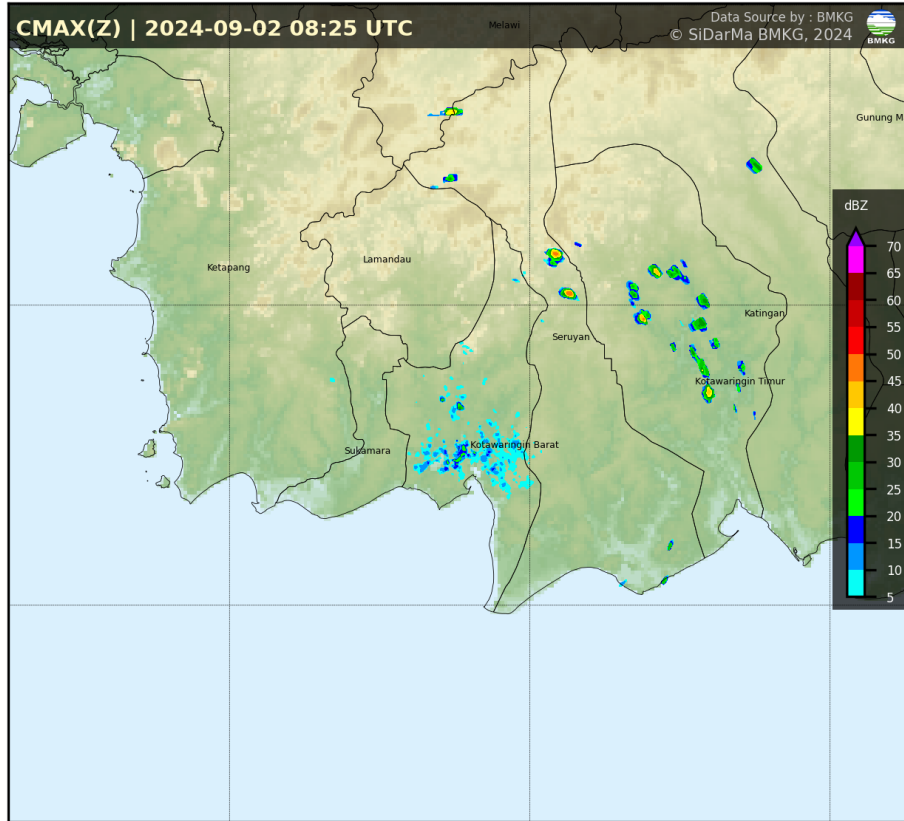 CMAX(Z) | 2024-09-02 08:25 UTC
Melawi
Data Source by : BMKG
© SiDarMa BMKG, 2024
BMKG
Gunung M
dBZ
70
65
60
55
50
45
40
35
30
25
20
15
10
5
Ketapang
Lamandau
Katingan
Seruyan
Kotawaringin Timur
Sukamara
Kotawaringin Barat